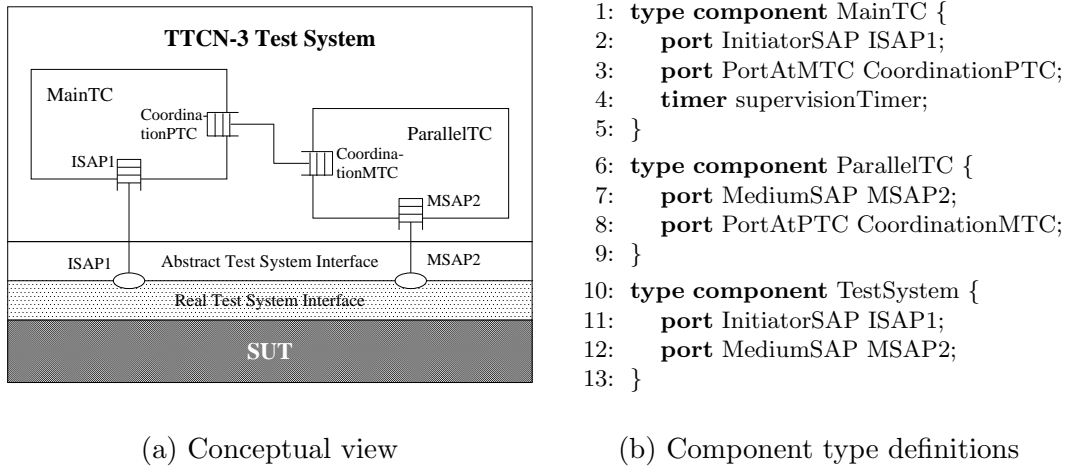 TTCN-3 Test System
MainTC
Coordina-
tionPTC
ParallelTC
ISAP1
Coordina-
tionMTC
MSAP2
ISAP1
Abstract Test System Interface
MSAP2
Real Test System Interface
SUT
(a) Conceptual view
1: type component MainTC {
2: port InitiatorSAP ISAP1;
3: port PortAtMTC CoordinationPTC;
4: timer supervisionTimer;
5: }
6: type component ParallelTC {
7: port MediumSAP MSAP2;
8: port PortAtPTC CoordinationMTC;
9: }
10: type component TestSystem {
11: port InitiatorSAP ISAP1;
12: port MediumSAP MSAP2;
13: }
(b) Component type definitions